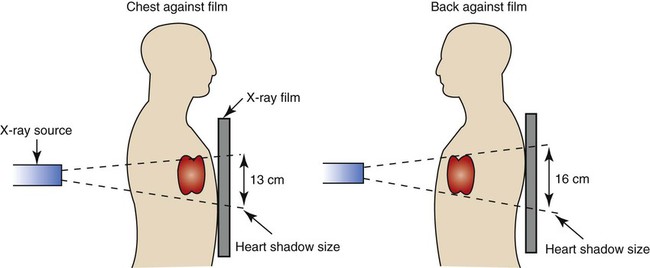 Chest against film
Back against film
X-ray film
X-ray source
13 cm
16 cm
Heart shadow size
Heart shadow size